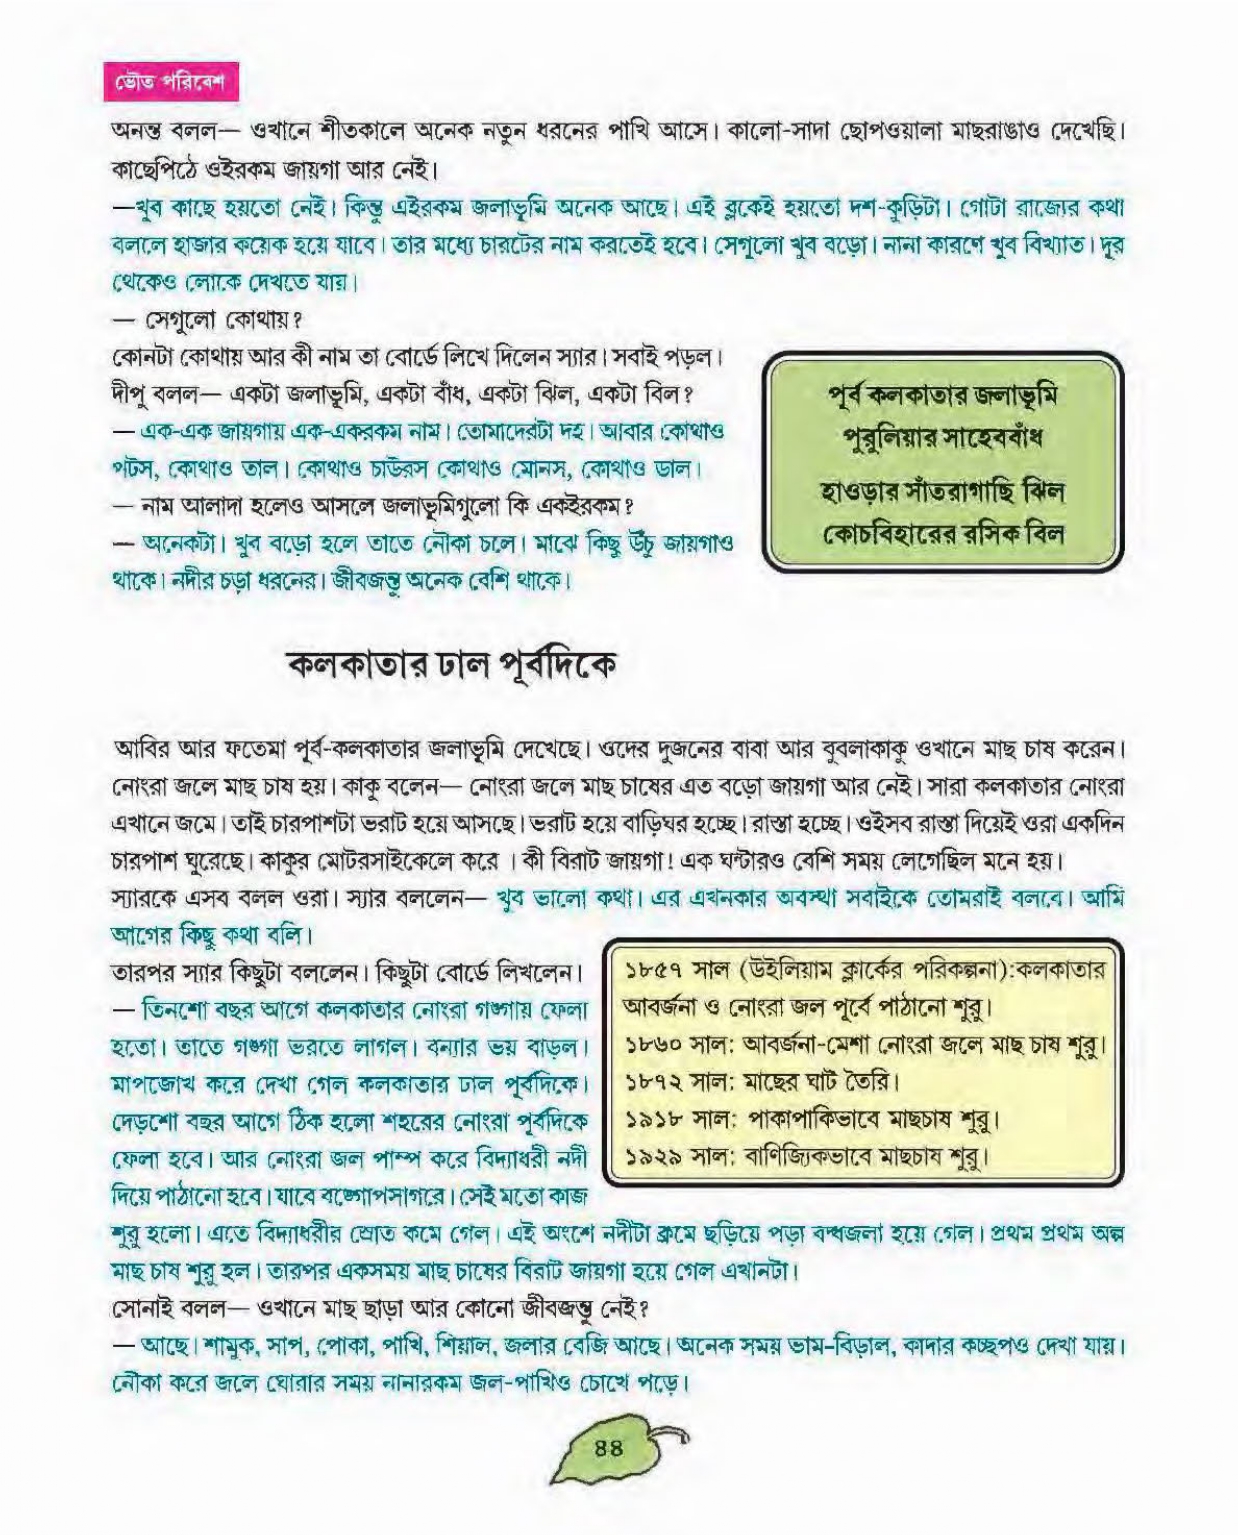 ভৌত পরিবেশ
অনন্ত বলল— ওখানে শীতকালে অনেক নতুন ধরনের পাখি আসে। কালো-সাদা ছোপওয়ালা মাছরাঙাও দেখেছি।
কাছেপিঠে ওইরকম জায়গা আর নেই।
—খুব কাছে হয়তো নেই। কিন্তু এইরকম জলাভূমি অনেক আছে। এই ব্লকেই হয়তো দশ-কুড়িটা। গোটা রাজ্যের কথা
বললে হাজার কয়েক হয়ে যাবে। তার মধ্যে চারটের নাম করতেই হবে। সেগুলো খুব বড়ো। নানা কারণে খুব বিখ্যাত। দূর
থেকেও লোকে দেখতে যায়।
— সেগুলো কোথায়?
কোনটা কোথায় আর কী নাম তা বোর্ডে লিখে দিলেন স্যার। সবাই পড়ল।
দীপু বলল— একটা জলাভূমি, একটা বাঁধ, একটা ঝিল, একটা বিল?
— এক-এক জায়গায় এক-একরকম নাম। তোমাদেরটা দহ। আবার কোথাও
পটস, কোথাও তাল। কোথাও চাউরস কোথাও মোনস, কোথাও ডাল।
— নাম আলাদা হলেও আসলে জলাভূমিগুলো কি একইরকম?
— অনেকটা। খুব বড়ো হলে তাতে নৌকা চলে। মাঝে কিছু উঁচু জায়গাও
থাকে। নদীর চড়া ধরনের। জীবজন্তু অনেক বেশি থাকে।
পূর্ব কলকাতার জলাভূমি
পুরুলিয়ার সাহেববাঁধ
হাওড়ার সাঁতরাগাছি ঝিল
কোচবিহারের রসিক বিল
কলকাতার ঢাল পূর্বদিকে
আবির আর ফতেমা পূর্ব-কলকাতার জলাভূমি দেখেছে। ওদের দুজনের বাবা আর বুবলাকাকু ওখানে মাছ চাষ করেন।
নোংরা জলে মাছ চাষ হয়। কাকু বলেন— নোংরা জলে মাছ চাষের এত বড়ো জায়গা আর নেই। সারা কলকাতার নোংরা
এখানে জমে। তাই চারপাশটা ভরাট হয়ে আসছে। ভরাট হয়ে বাড়িঘর হচ্ছে। রাস্তা হচ্ছে। ওইসব রাস্তা দিয়েই ওরা একদিন
চারপাশ ঘুরেছে। কাকুর মোটরসাইকেলে করে । কী বিরাট জায়গা! এক ঘন্টারও বেশি সময় লেগেছিল মনে হয়।
স্যারকে এসব বলল ওরা। স্যার বললেন— খুব ভালো কথা। এর এখনকার অবস্থা সবাইকে তোমরাই বলবে। আমি
আগের কিছু কথা বলি।
তারপর স্যার কিছুটা বললেন। কিছুটা বোর্ডে লিখলেন।
— তিনশো বছর আগে কলকাতার নোংরা গঙ্গায় ফেলা
হতো। তাতে গঙ্গা ভরতে লাগল। বন্যার ভয় বাড়ল।
মাপজোখ করে দেখা গেল কলকাতার ঢাল পূর্বদিকে।
দেড়শো বছর আগে ঠিক হলো শহরের নোংরা পূর্বদিকে
ফেলা হবে। আর নোংরা জল পাম্প করে বিদ্যাধরী নদী
দিয়ে পাঠানো হবে। যাবে বঙ্গোপসাগরে। সেই মতো কাজ
১৮৫৭ সাল (উইলিয়াম ক্লার্কের পরিকল্পনা):কলকাতার
আবর্জনা ও নোংরা জল পূর্বে পাঠানো শুরু।
১৮৬০ সাল: আবর্জনা-মেশা নোংরা জলে মাছ চাষ শুরু।
১৮৭২ সাল: মাছের ঘাট তৈরি।
১৯১৮ সাল: পাকাপাকিভাবে মাছচাষ শুরু।
১৯২৯ সাল: বাণিজ্যিকভাবে মাছচাষ শুরু।
শুরু হলো। এতে বিদ্যাধরীর স্রোত কমে গেল। এই অংশে নদীটা ক্রমে ছড়িয়ে পড়া বদ্ধজলা হয়ে গেল। প্রথম প্রথম অল্প
মাছ চাষ শুরু হল। তারপর একসময় মাছ চাষের বিরাট জায়গা হয়ে গেল এখানটা।
সোনাই বলল— ওখানে মাছ ছাড়া আর কোনো জীবজন্তু নেই?
— আছে। শামুক, সাপ, পোকা, পাখি, শিয়াল, জলার বেজি আছে। অনেক সময় ভাম-বিড়াল, কাদার কচ্ছপও দেখা যায়।
নৌকা করে জলে ঘোরার সময় নানারকম জল-পাখিও চোখে পড়ে।
৪৪